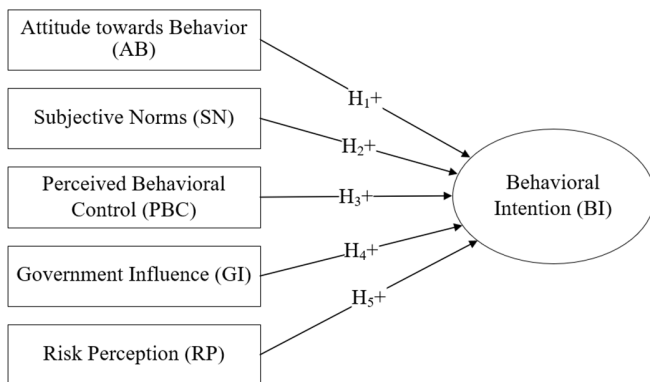 Attitude towards Behavior
(AB)
H₁+
Subjective Norms (SN)
H₂+
Perceived Behavioral
Control (PBC)
H₃+
Behavioral
Intention (BI)
Government Influence (GI)
H₄+
H₅+
Risk Perception (RP)